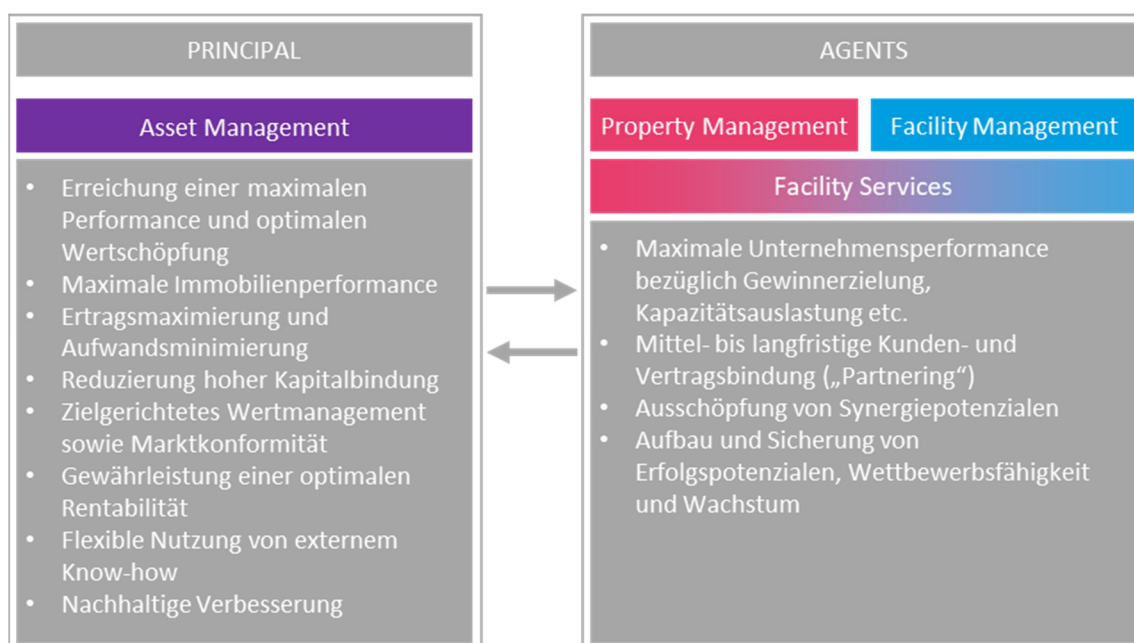 PRINCIPAL
Asset Management
• Erreichung einer maximalen
Performance und optimalen
Wertschöpfung
• Maximale Immobilienperformance
• Ertragsmaximierung und
Aufwandsminimierung
• Reduzierung hoher Kapitalbindung
• Zielgerichtetes Wertmanagement
sowie Marktkonformität
• Gewährleistung einer optimalen
Rentabilität
• Flexible Nutzung von externem
Know-how
• Nachhaltige Verbesserung
AGENTS
Property Management
Facility Management
Facility Services
• Maximale Unternehmensperformance
bezüglich Gewinnerzielung,
Kapazitätsauslastung etc.
• Mittel- bis langfristige Kunden- und
Vertragsbindung („Partnering“)
• Ausschöpfung von Synergiepotenzialen
• Aufbau und Sicherung von
Erfolgspotenzialen, Wettbewerbsfähigkeit
und Wachstum